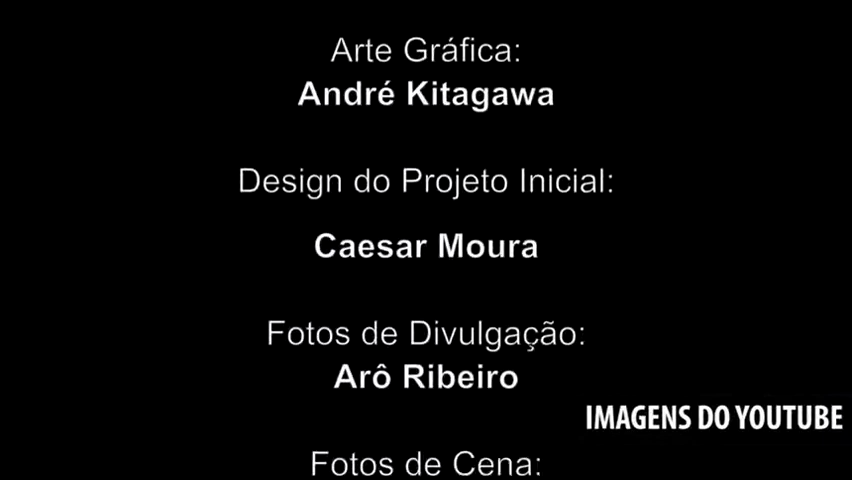 Arte Gráfica:
André Kitagawa
Design do Projeto Inicial:
Caesar Moura
Fotos de Divulgação:
Arô Ribeiro
IMAGENS DO YOUTUBE
Fotos de Cena: